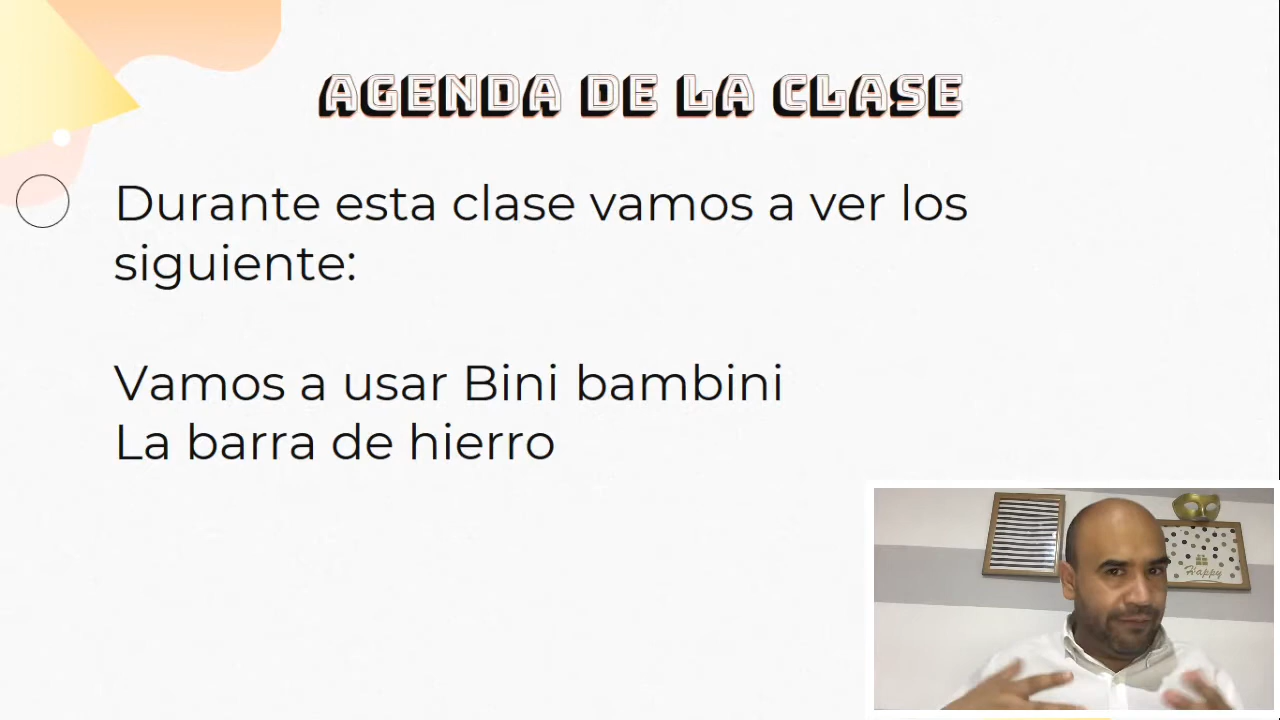 AGENDA DE LA CLASE
Durante esta clase vamos a ver los
siguiente:
Vamos a usar Bini bambini
La barra de hierro
Happy